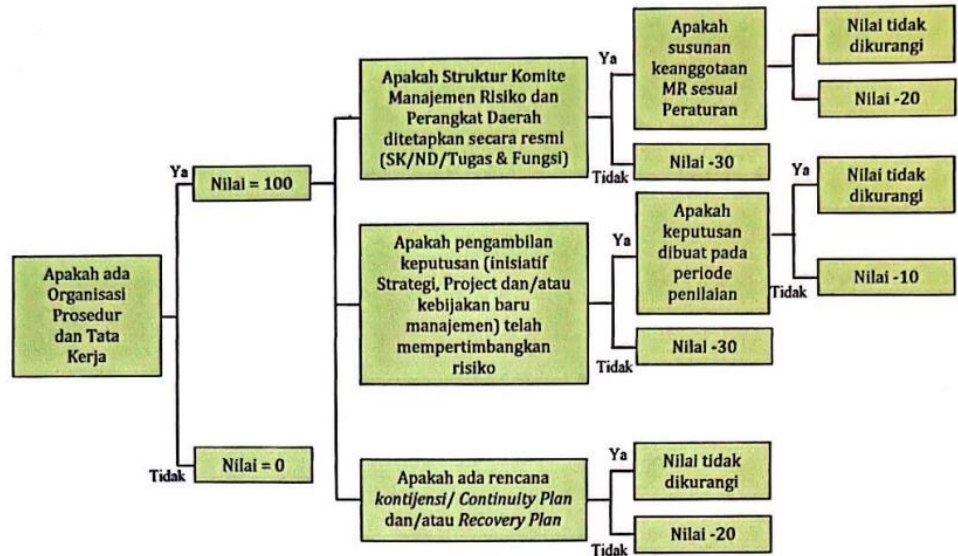 Apakah ada
Organisasi
Prosedur
dan Tata
Kerja
Ya
Nilai = 100
Tidak
Nilai = 0
Apakah Struktur Komite
Manajemen Risiko dan
Perangkat Daerah
ditetapkan secara resmi
(SK/ND/Tugas & Fungsi)
Ya
Apakah
susunan
keanggotaan
MR sesuai
Peraturan
Nilai tidak
dikurangi
Nilai -20
Tidak
Nilai -30
Apakah pengambilan
keputusan (inisiatif
Strategi, Project dan/atau
kebijakan baru
manajemen) telah
mempertimbangkan
risiko
Ya
Apakah
keputusan
dibuat pada
periode
penilaian
Ya
Nilai tidak
dikurangi
Tidak
Nilai -10
Tidak
Nilai -30
Apakah ada rencana
kontijensi/ Continuity Plan
dan/atau Recovery Plan
Ya
Nilai tidak
dikurangi
Tidak
Nilai -20